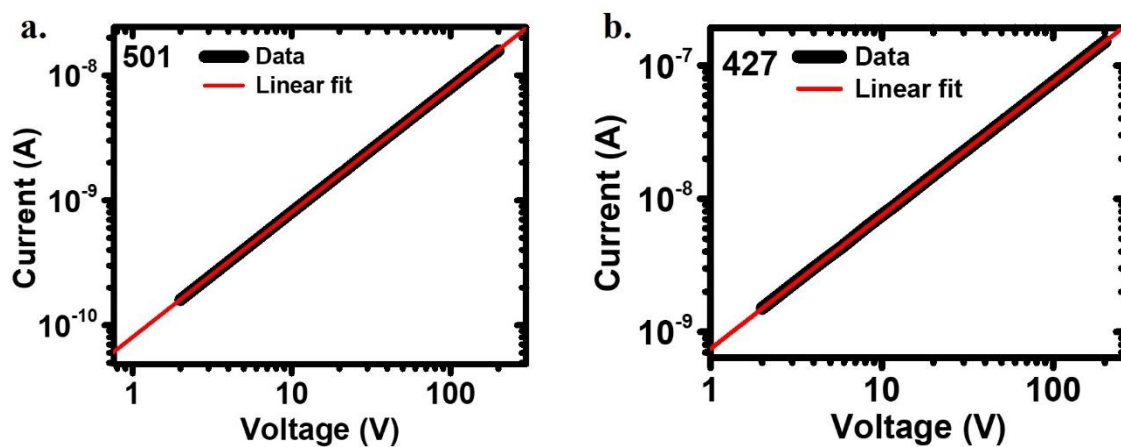 a.
501
Data
Linear fit
10⁻⁸
10⁻⁹
10⁻¹⁰
Current (A)
1
10
100
Voltage (V)
b.
427
Data
Linear fit
10⁻⁷
10⁻⁸
10⁻⁹
Current (A)
1
10
100
Voltage (V)